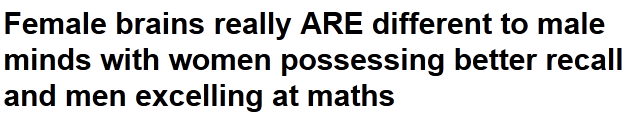 Female brains really ARE different to male
minds with women possessing better recall
and men excelling at maths